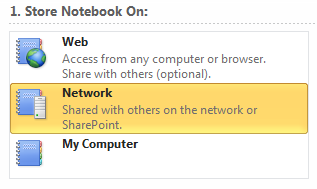 1. Store Notebook On:
Web
Access from any computer or browser.
Share with others (optional).
Network
Shared with others on the network or
SharePoint.
My Computer